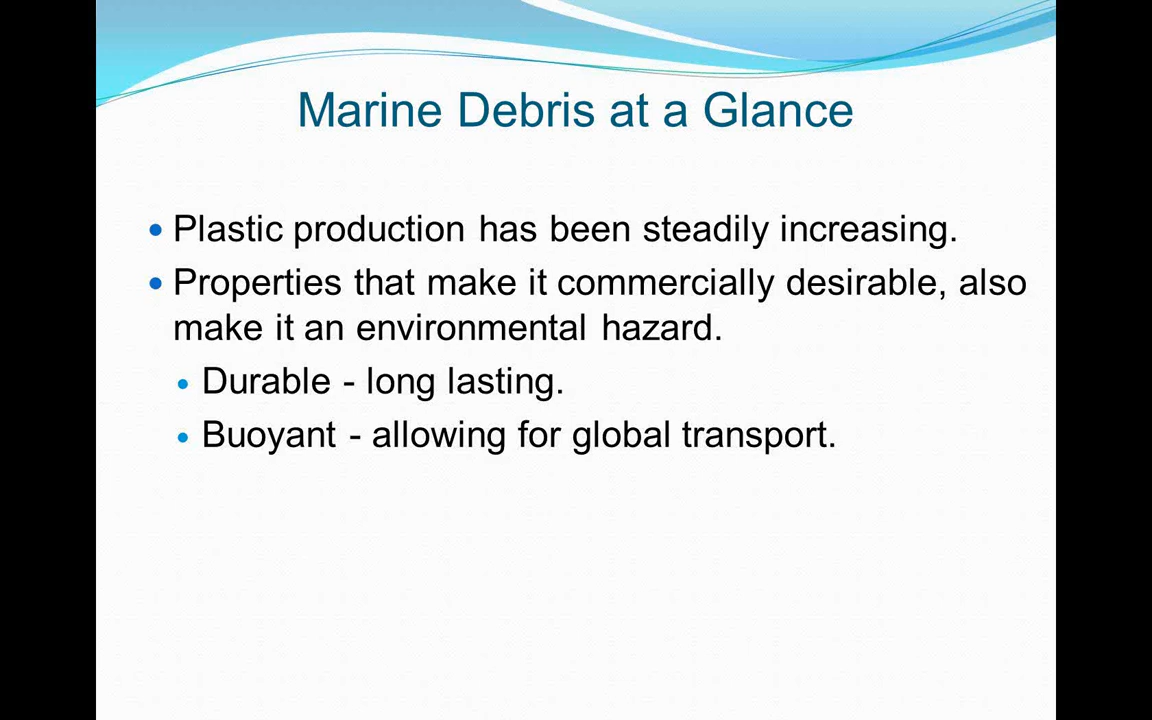 Marine Debris at a Glance
• Plastic production has been steadily increasing.
• Properties that make it commercially desirable, also
make it an environmental hazard.
• Durable - long lasting.
• Buoyant - allowing for global transport.